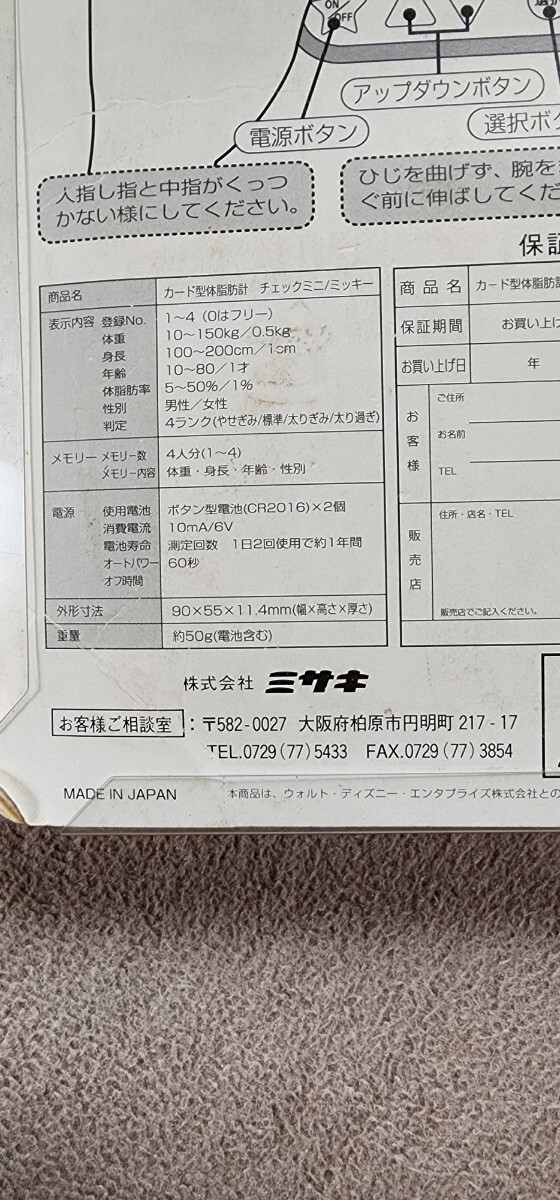 ON
OFF
アップダウンボタン
電源ボタン
選択ボ
人指し指と中指がくっつ
かない様にしてください。
ひじを曲げず、腕を
ぐ前に伸ばしてくだ
保証
商品名 カード型体脂肪計 チェックミニ/ミッキー
表示内容 登録No. 1〜4（0はフリー）
体重 10〜150kg／0.5kg
身長 100〜200cm／1cm
年齢 10〜80／1才
体脂肪率 5〜50%／1%
性別 男性／女性
判定 4ランク(やせぎみ/標準/太りぎみ/太り過ぎ)
メモリー メモリー数 4人分(1〜4)
メモリー内容 体重・身長・年齢・性別
電源 使用電池 ボタン型電池(CR2016)×2個
消費電流 10mA/6V
電池寿命 測定回数 1日2回使用で約1年間
オートパワー 60秒
オフ時間
外形寸法 90×55×11.4mm(幅×高さ×厚さ)
重量 約50g(電池含む)
商品名 カード型体脂肪
保証期間 お買い上げ
お買い上げ日 年
お客様
ご住所
お名前
TEL
販売店
住所・店名・TEL
販売店でご記入ください。
株式会社 ミサキ
お客様ご相談室 : 〒582-0027 大阪府柏原市円明町 217-17
TEL.0729(77)5433 FAX.0729(77)3854
MADE IN JAPAN
本商品は、ウォルト・ディズニー・エンタプライズ株式会社との